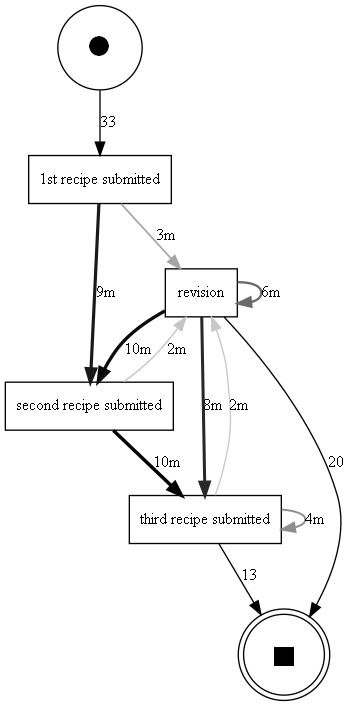 33
1st recipe submitted
3m
9m
revision
6m
10m
2m
8m
2m
second recipe submitted
20
10m
third recipe submitted
4m
13